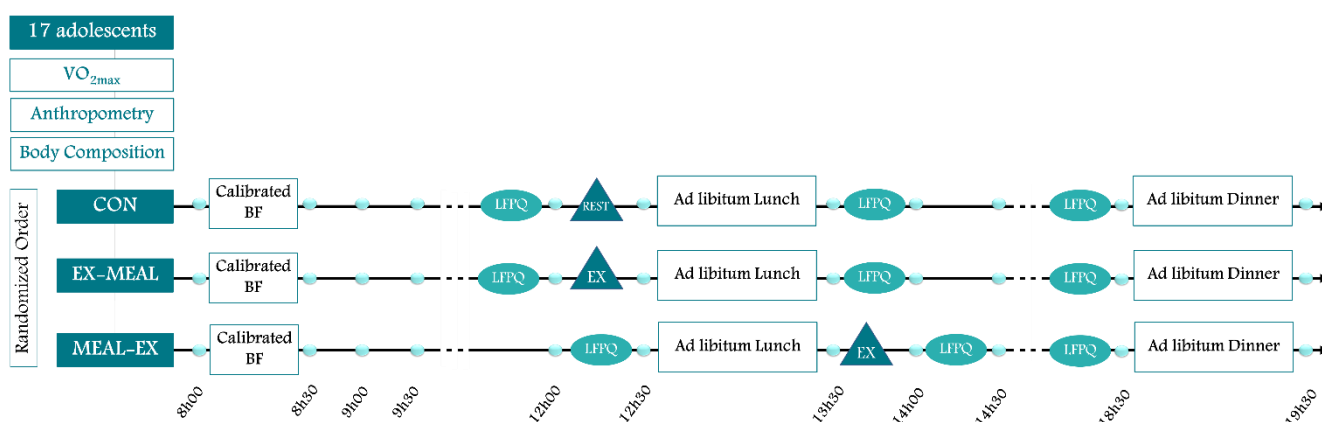 17 adolescents
VO2max
Anthropometry
Body Composition
Randomized Order
CON
Calibrated
BF
LFPQ
REST
Ad libitum Lunch
LFPQ
LFPQ
Ad libitum Dinner
EX-MEAL
Calibrated
BF
LFPQ
EX
Ad libitum Lunch
LFPQ
LFPQ
Ad libitum Dinner
MEAL-EX
Calibrated
BF
LFPQ
Ad libitum Lunch
EX
LFPQ
LFPQ
Ad libitum Dinner
8h00
8h30
9h00
9h30
12h00
12h30
13h30
14h00
14h30
18h30
19h30